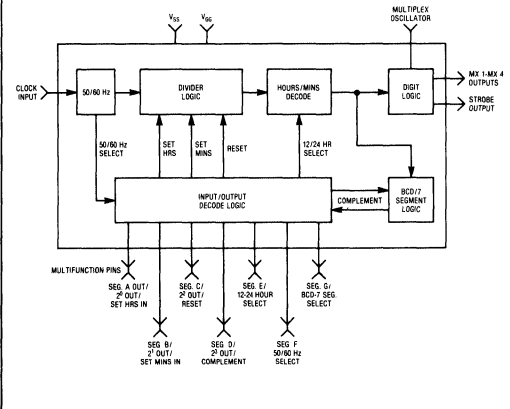 V_SS V_GG
MULTIPLEX
OSCILLATOR
CLOCK
INPUT
50/60 Hz
DIVIDER
LOGIC
HOURS/MINS
DECODE
DIGIT
LOGIC
MX 1-MX 4
OUTPUTS
STROBE
OUTPUT
50/60 Hz
SELECT
SET
HRS
SET
MINS
RESET
12/24 HR
SELECT
INPUT/OUTPUT
DECODE LOGIC
COMPLEMENT
BCD/7
SEGMENT
LOGIC
MULTIFUNCTION PINS
SEG. A OUT/
2⁰ OUT/
SET HRS IN
SEG. C/
2² OUT/
RESET
SEG. E/
12-24 HOUR
SELECT
SEG. G/
BCD-7 SEG.
SELECT
SEG B/
2¹ OUT/
SET MINS IN
SEG D/
2³ OUT/
COMPLEMENT
SEG F
50/60 Hz
SELECT